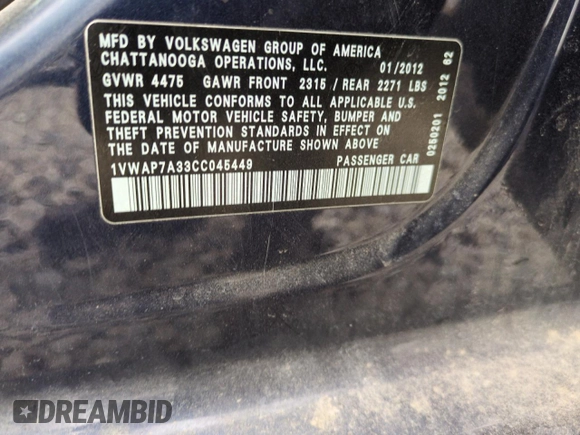 MFD BY VOLKSWAGEN GROUP OF AMERICA
CHATTANOOGA OPERATIONS, LLC. 01/2012
GVWR 4475 GAWR FRONT 2315 / REAR 2271 LBS
THIS VEHICLE CONFORMS TO ALL APPLICABLE U.S.
FEDERAL MOTOR VEHICLE SAFETY, BUMPER AND
THEFT PREVENTION STANDARDS IN EFFECT ON
THE DATE OF MANUFACTURE SHOWN ABOVE
1VWAP7A33CC045449 PASSENGER CAR
0250201 2012 02
DREAMBID